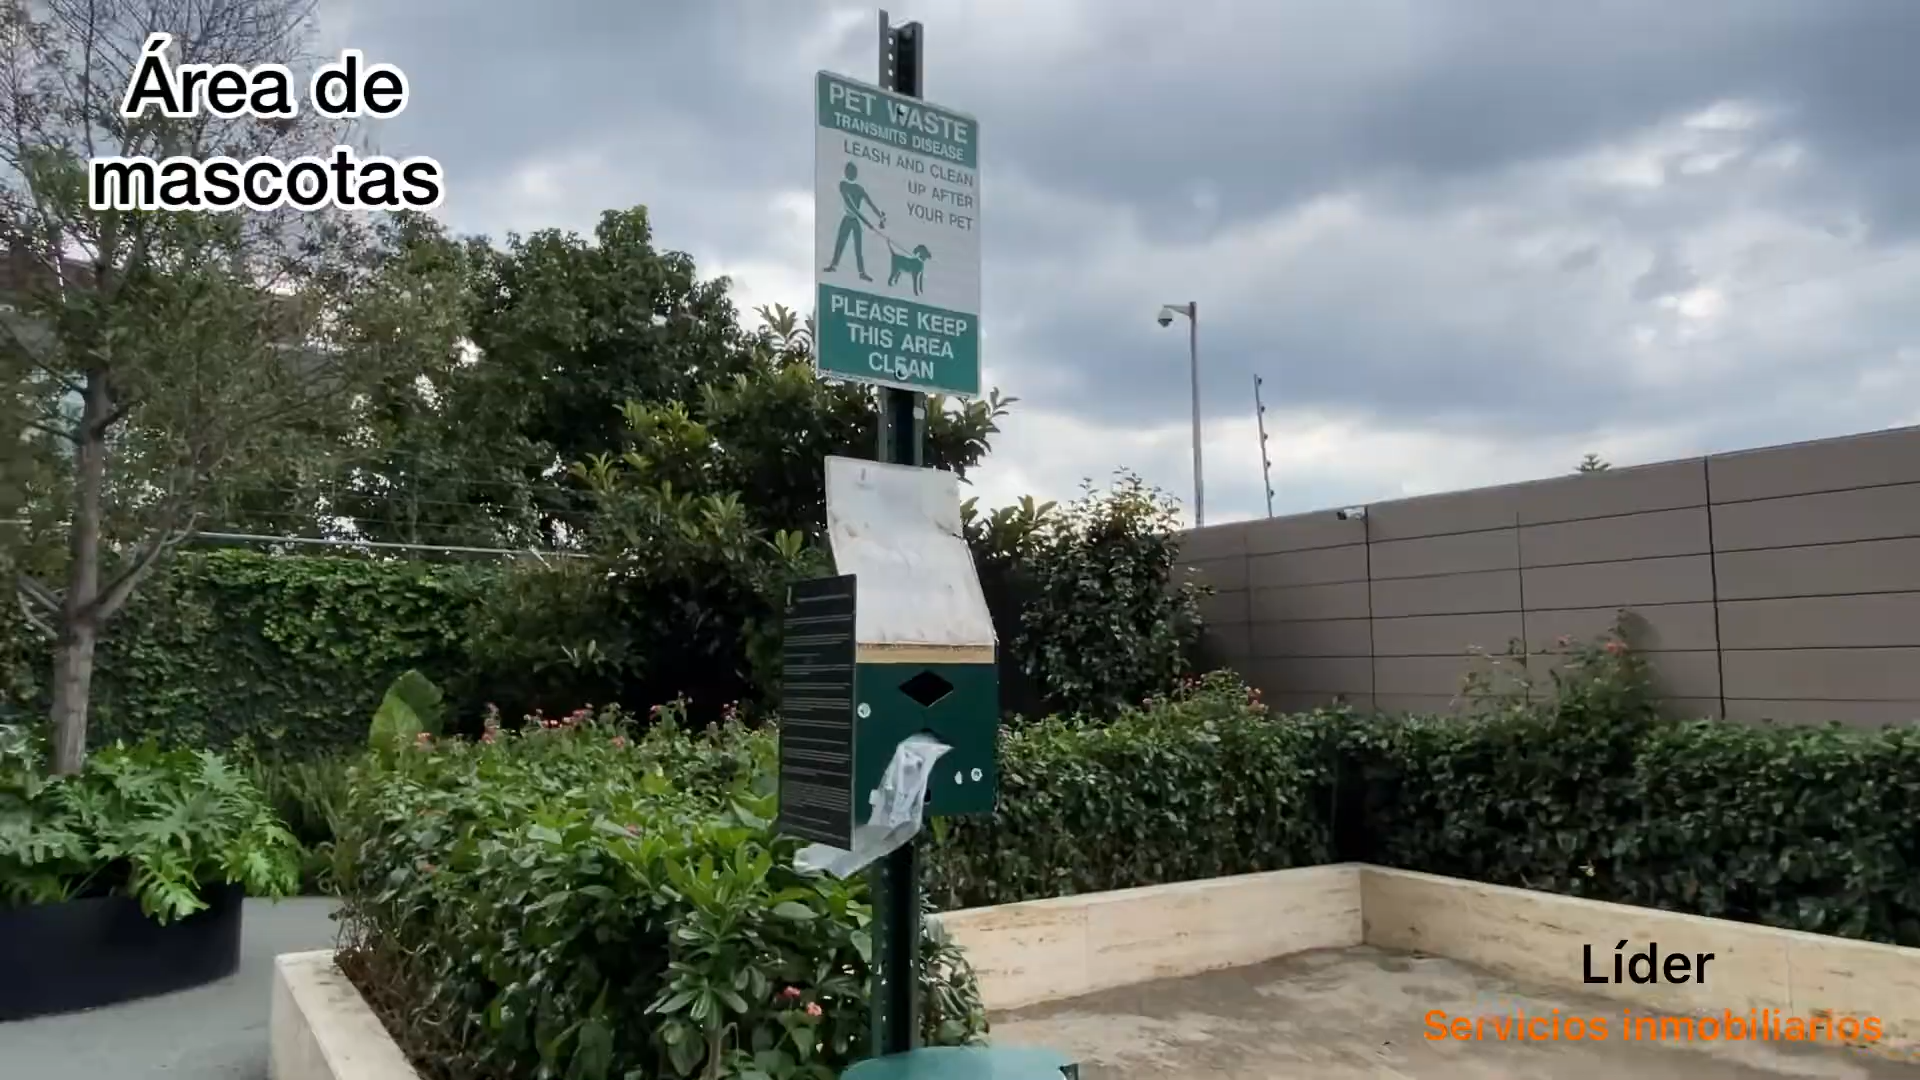 Área de
mascotas
PET WASTE
TRANSMITS DISEASE
LEASH AND CLEAN
UP AFTER
YOUR PET
PLEASE KEEP
THIS AREA
CLEAN
Líder
Servicios inmobiliarios